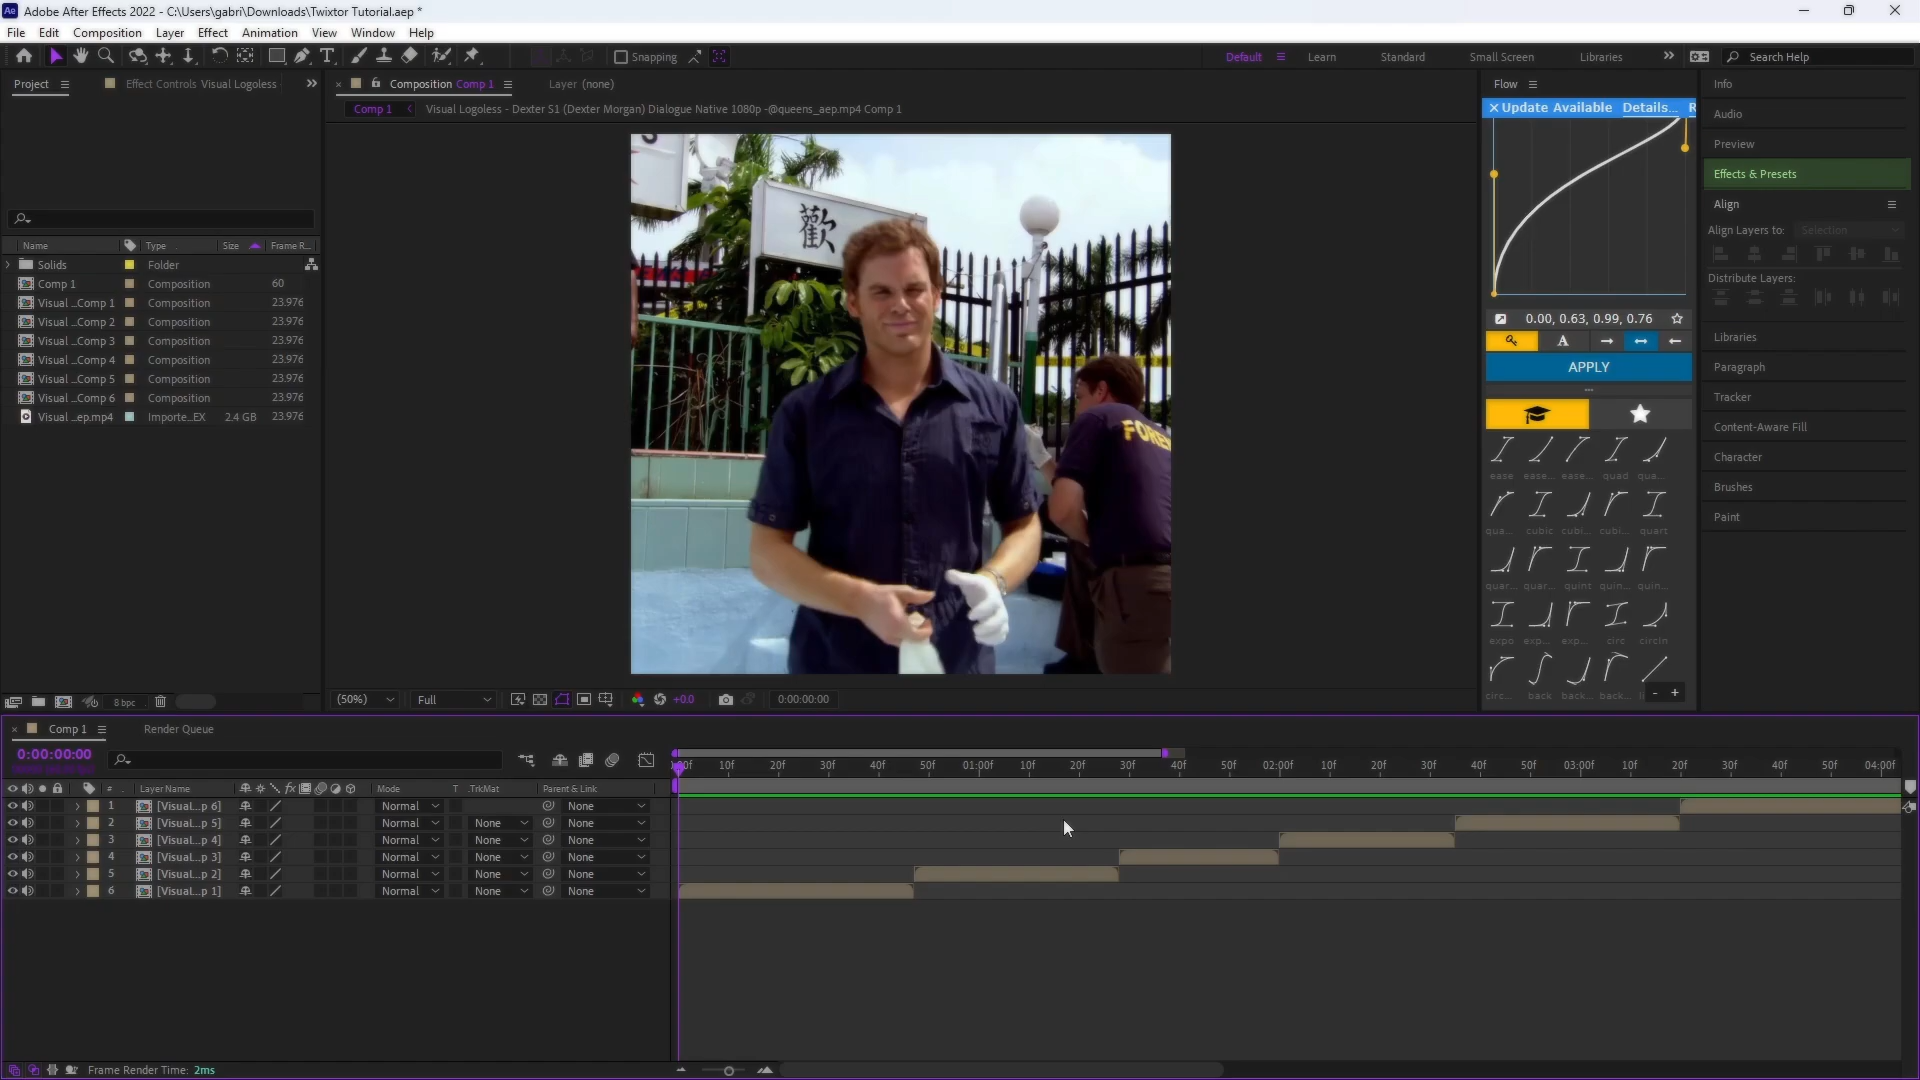 Adobe After Effects 2022 - C:\Users\gabri\Downloads\Twixtor Tutorial.aep *
File Edit Composition Layer Effect Animation View Window Help
Snapping
Default Learn Standard Small Screen Libraries Search Help
Project Effect Controls Visual Logoless
Composition Comp 1 Layer (none)
Comp 1 Visual Logoless - Dexter S1 (Dexter Morgan) Dialogue Native 1080p -@queens_aep.mp4 Comp 1
Name Type Size Frame R...
Solids Folder
Comp 1 Composition 60
Visual ...Comp 1 Composition 23.976
Visual ...Comp 2 Composition 23.976
Visual ...Comp 3 Composition 23.976
Visual ...Comp 4 Composition 23.976
Visual ...Comp 5 Composition 23.976
Visual ...Comp 6 Composition 23.976
Visual ...ep.mp4 Importe...EX 2.4 GB 23.976
8 bpc
歡
FORE
(50%) Full +0.0 0:00:00:00
Flow
Update Available Details... R
0.00, 0.63, 0.99, 0.76
A
APPLY
ease ease... ease... quad qua...
qua... cubic cubi... cubi... quart
quar... quar... quint quin... quin...
expo exp... exp... circ circIn
circ... back back... back...
- +
Info
Audio
Preview
Effects & Presets
Align
Align Layers to: Selection
Distribute Layers:
Libraries
Paragraph
Tracker
Content-Aware Fill
Character
Brushes
Paint
Comp 1 Render Queue
0:00:00:00
:00f 10f 20f 30f 40f 50f 01:00f 10f 20f 30f 40f 50f 02:00f 10f 20f 30f 40f 50f 03:00f 10f 20f 30f 40f 50f 04:00f
# Layer Name fx Mode T .TrkMat Parent & Link
1 [Visual...p 6] Normal None
2 [Visual...p 5] Normal None None
3 [Visual...p 4] Normal None None
4 [Visual...p 3] Normal None None
5 [Visual...p 2] Normal None None
6 [Visual...p 1] Normal None None
Frame Render Time: 2ms